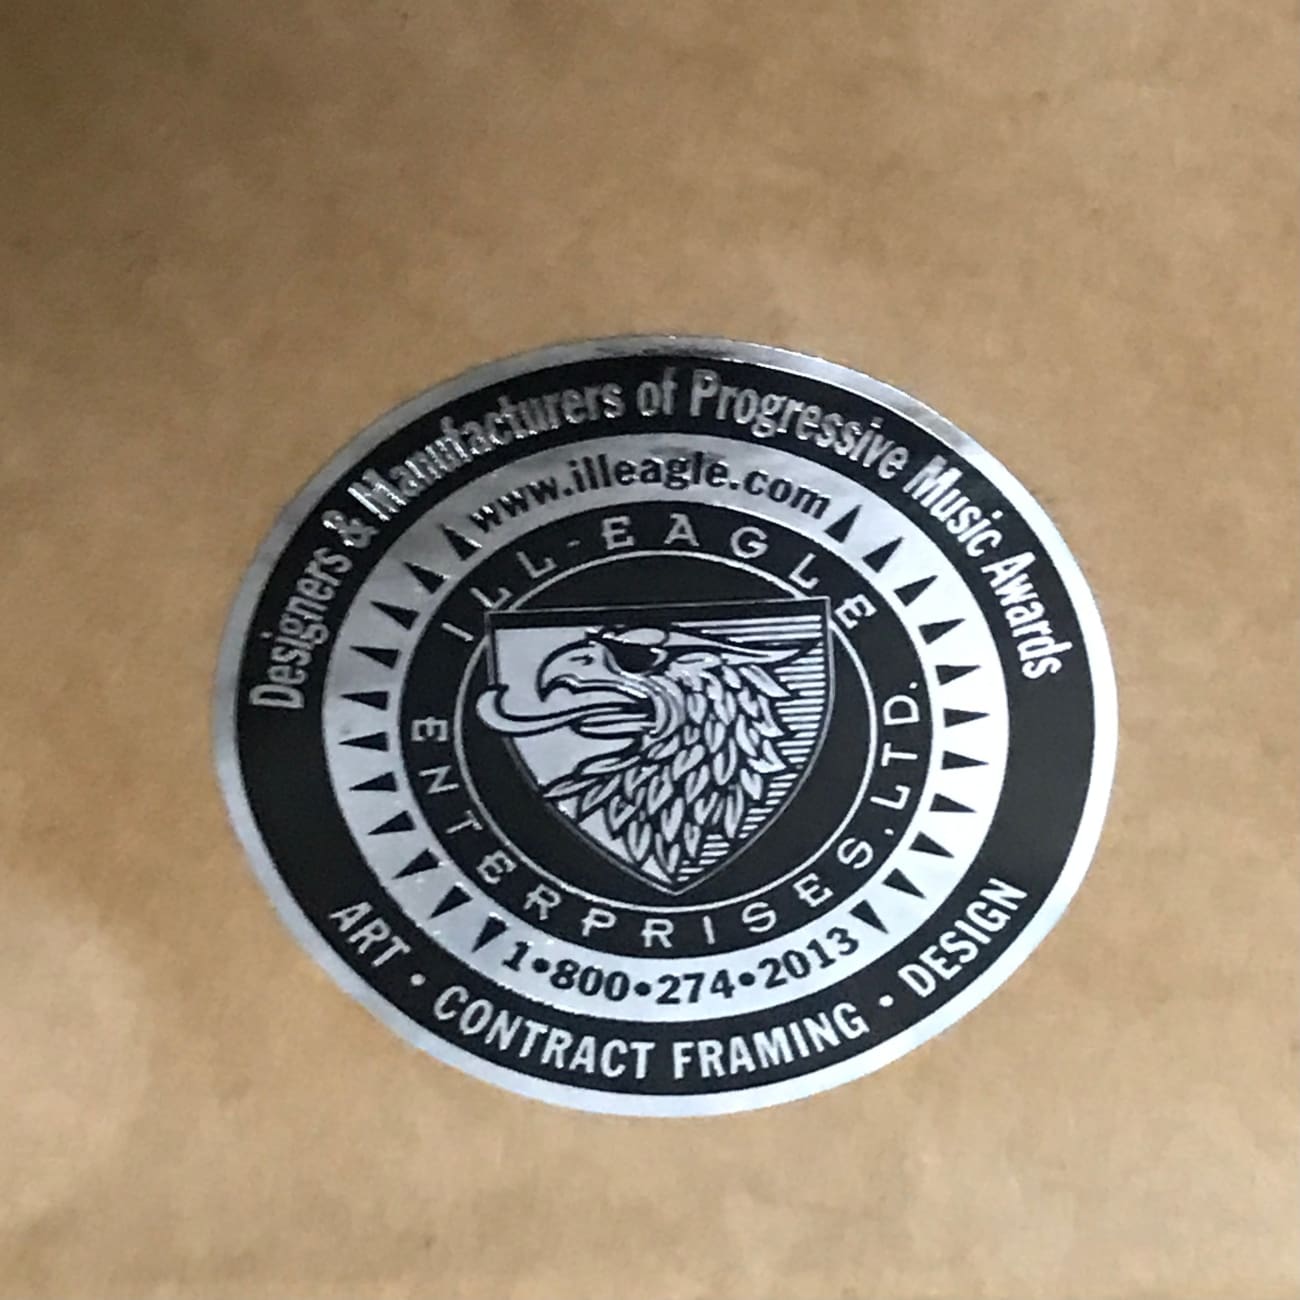 Designers & Manufacturers of Progressive Music Awards
www.illeagle.com
ILL-EAGLE
ENTERPRISES, LTD.
1•800•274•2013
ART • CONTRACT FRAMING • DESIGN